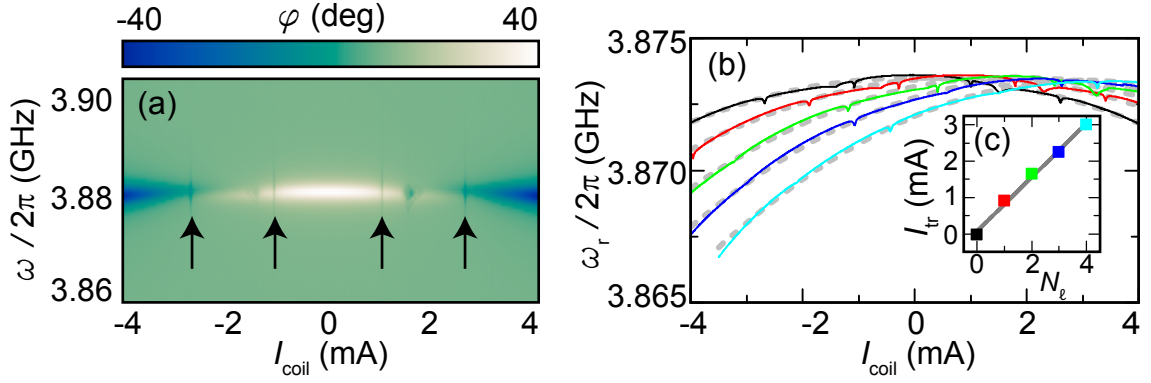 -40 φ (deg) 40
(a)
3.90
3.88
3.86
ω / 2π (GHz)
-4 -2 0 2 4
I_coil (mA)
(b)
3.875
3.870
3.865
ω_r / 2π (GHz)
-4 -2 0 2 4
I_coil (mA)
(c)
3
2
1
0
I_tr (mA)
0 2 4
N_ℓ